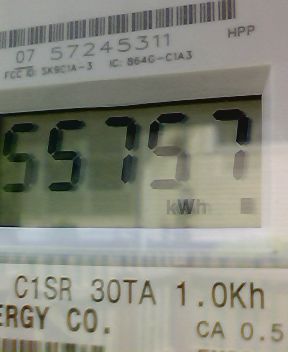 HPP
07 57245311
FCC ID: SK9C1A-3 IC: 864G-C1A3
55757
kWh
C1SR 30TA 1.0Kh
ERGY CO.
CA 0.5